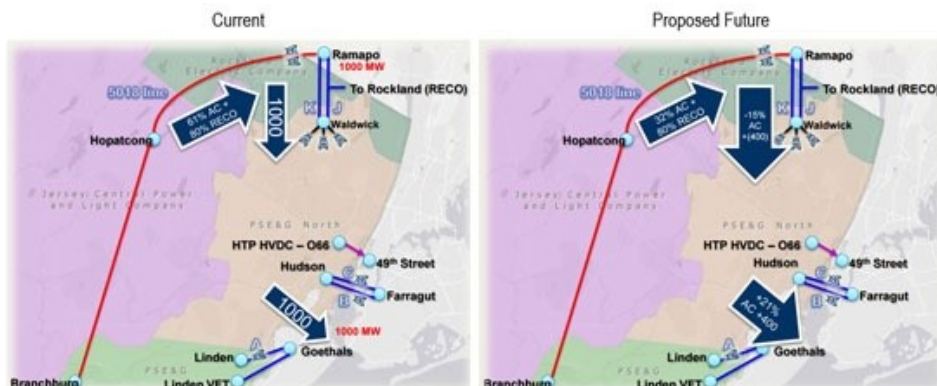 Current
Ramapo
1000 MW
To Rockland (RECO)
5018 line
61% AC +
80% RECO
1000
K
J
Waldwick
Hopatcong
Jersey Central Power
and Light Company
PSE&G North
HTP HVDC – O66
Hudson
49th Street
C
B
Farragut
1000
1000 MW
A
Goethals
Linden
PSE&G
Linden VFT
Branchburg
Proposed Future
Ramapo
To Rockland (RECO)
5018 line
32% AC +
80% RECO
-15%
AC
+(400)
K
J
Waldwick
Hopatcong
Jersey Central Power
and Light Company
PSE&G North
HTP HVDC – O66
Hudson
49th Street
C
B
Farragut
+21%
AC +400
A
Goethals
Linden
PSE&G
Linden VFT
Branchburg